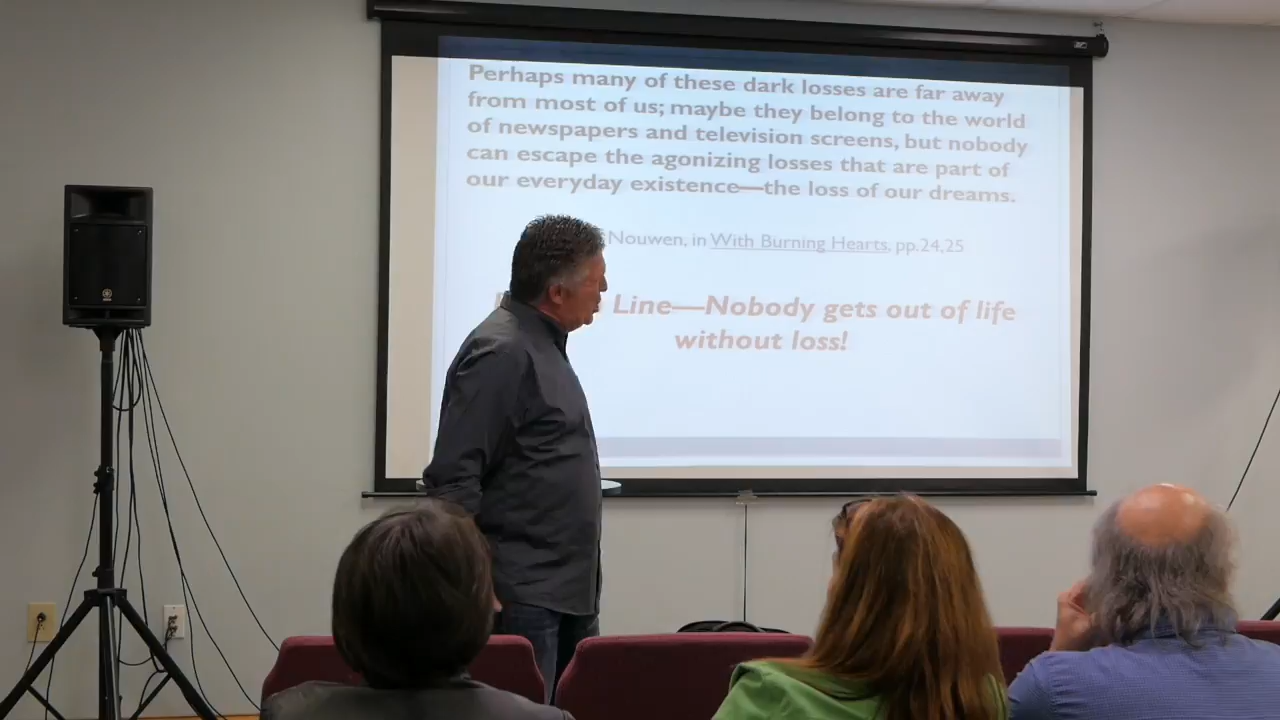 Perhaps many of these dark losses are far away
from most of us; maybe they belong to the world
of newspapers and television screens, but nobody
can escape the agonizing losses that are part of
our everyday existence—the loss of our dreams.
Nouwen, in With Burning Hearts, pp.24,25
Line—Nobody gets out of life
without loss!